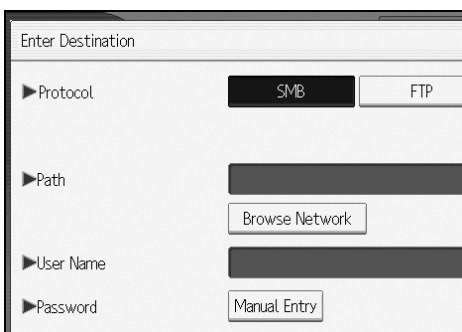 Enter Destination
▶Protocol SMB FTP
▶Path
Browse Network
▶User Name
▶Password Manual Entry